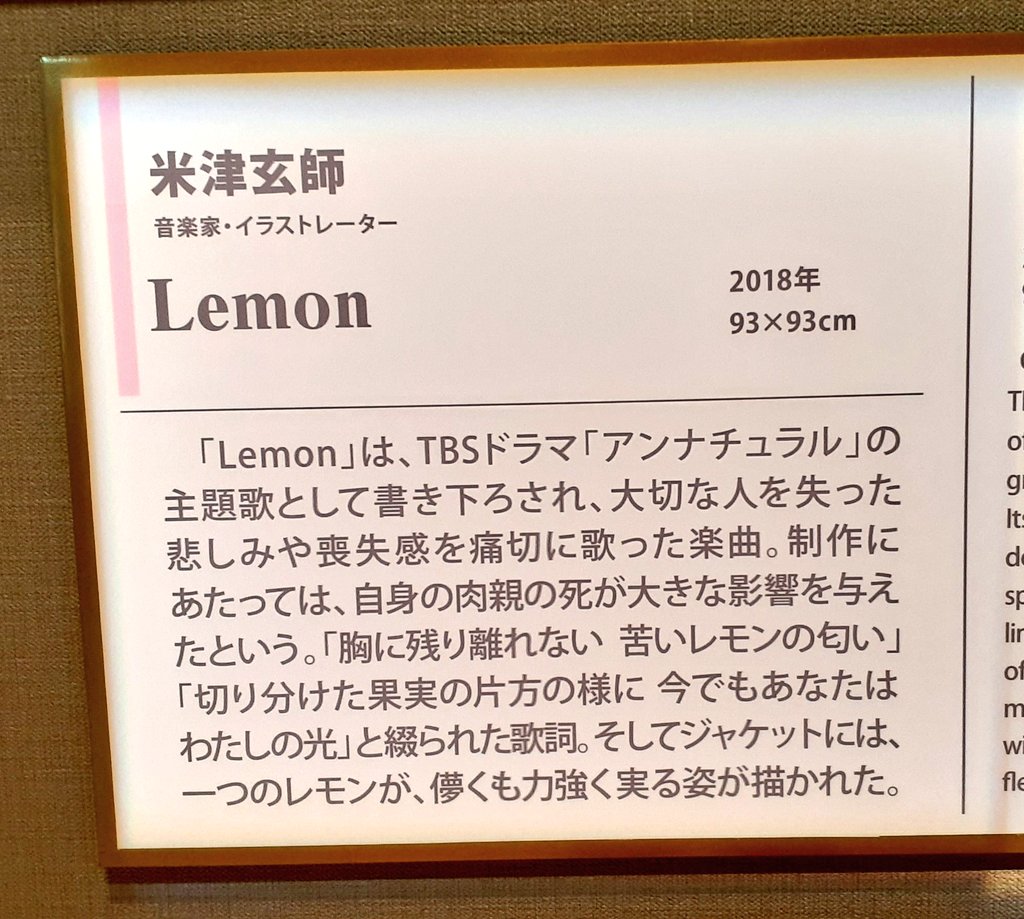 米津玄師
音楽家・イラストレーター
Lemon
2018年
93×93cm
「Lemon」は、TBSドラマ「アンナチュラル」の
主題歌として書き下ろされ、大切な人を失った
悲しみや喪失感を痛切に歌った楽曲。制作に
あたっては、自身の肉親の死が大きな影響を与え
たという。「胸に残り離れない 苦いレモンの匂い」
「切り分けた果実の片方の様に 今でもあなたは
わたしの光」と綴られた歌詞。そしてジャケットには、
一つのレモンが、儚くも力強く実る姿が描かれた。